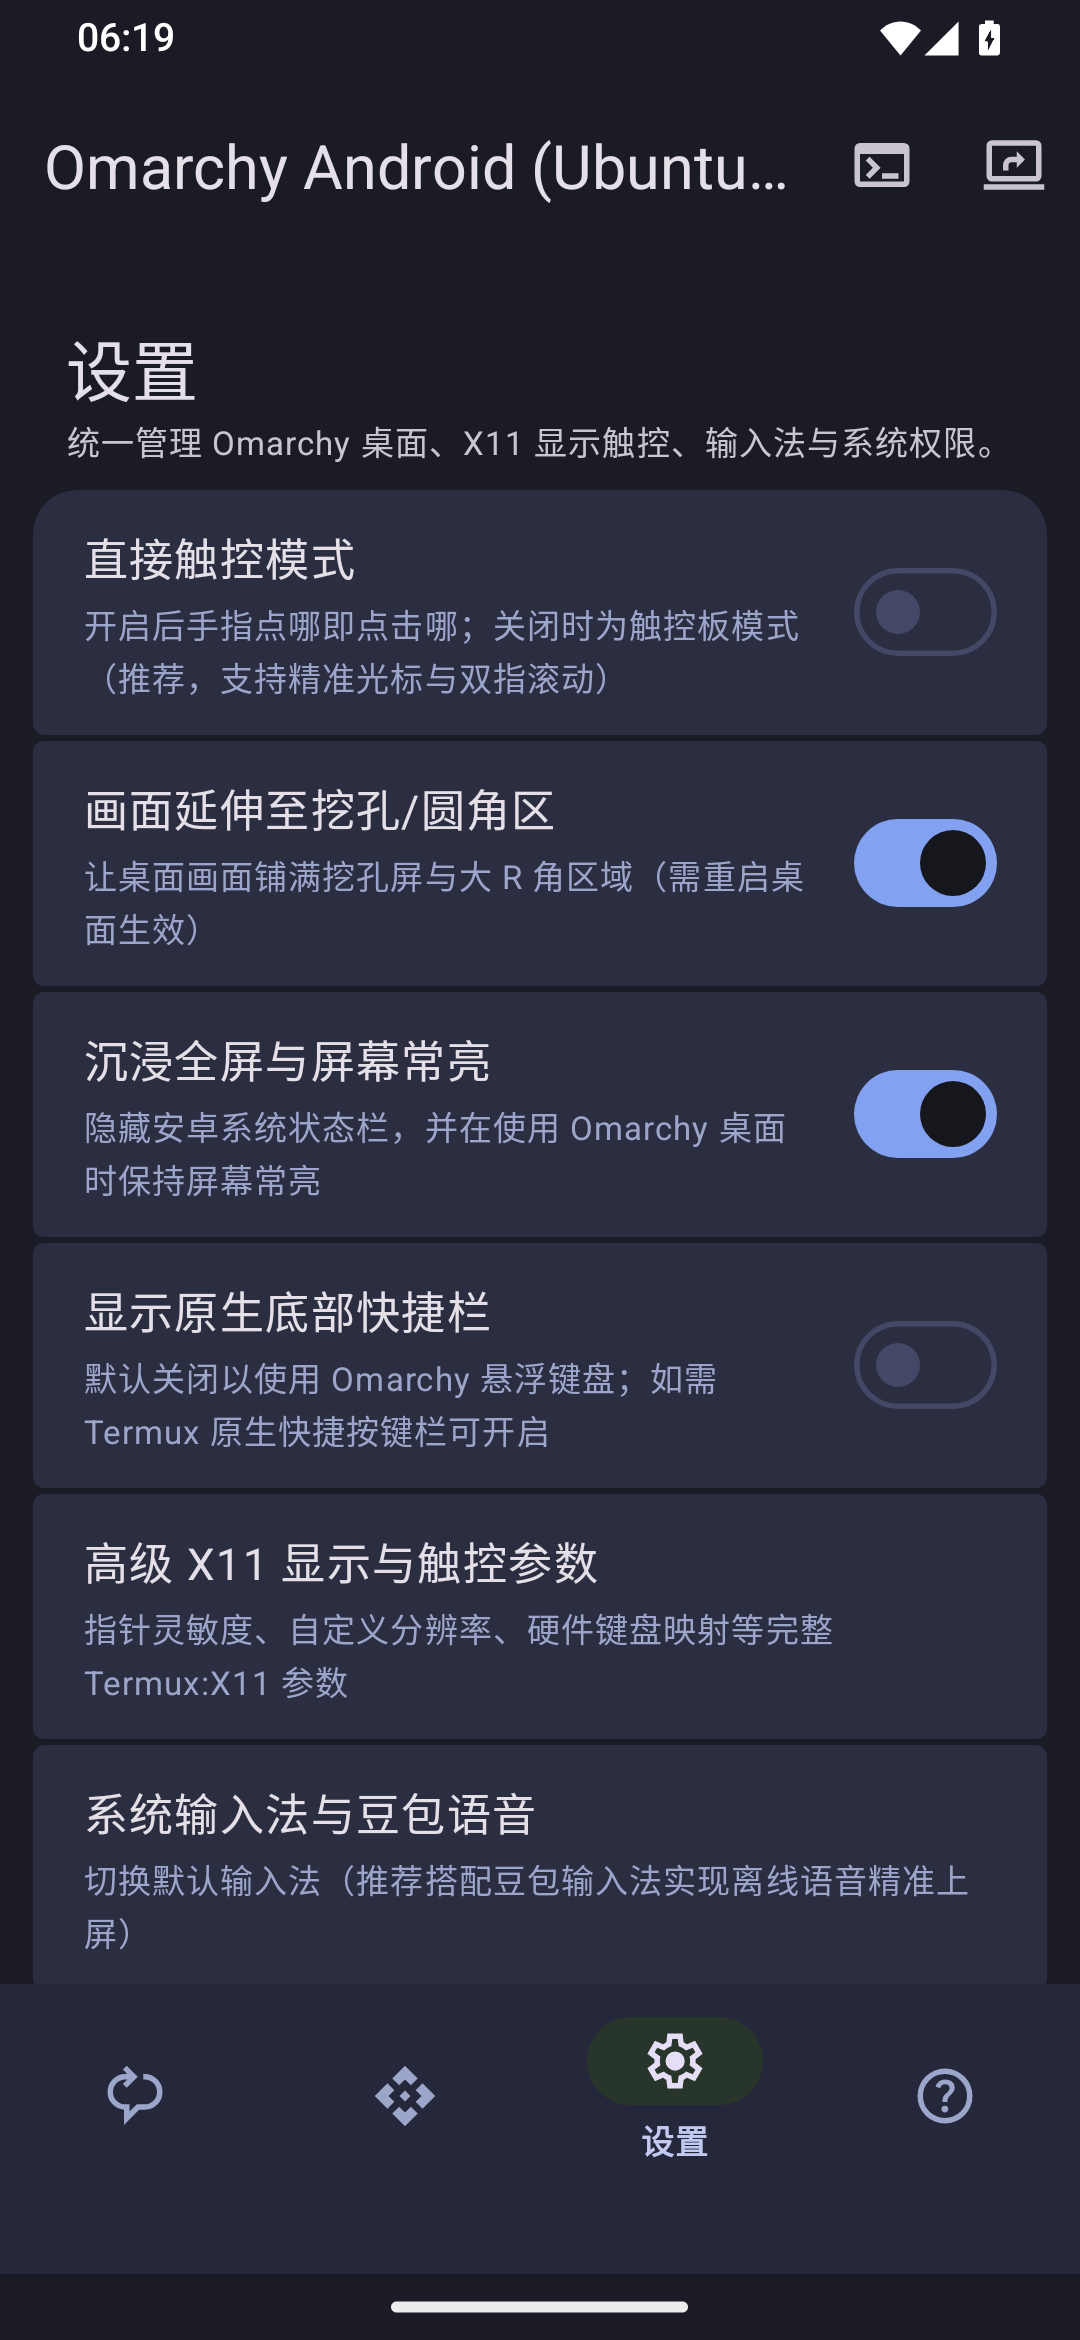 06:19
Omarchy Android (Ubuntu...
设置
统一管理 Omarchy 桌面、X11 显示触控、输入法与系统权限。
直接触控模式
开启后手指点哪即点击哪；关闭时为触控板模式
（推荐，支持精准光标与双指滚动）
画面延伸至挖孔/圆角区
让桌面画面铺满挖孔屏与大 R 角区域（需重启桌
面生效）
沉浸全屏与屏幕常亮
隐藏安卓系统状态栏，并在使用 Omarchy 桌面
时保持屏幕常亮
显示原生底部快捷栏
默认关闭以使用 Omarchy 悬浮键盘；如需
Termux 原生快捷按键栏可开启
高级 X11 显示与触控参数
指针灵敏度、自定义分辨率、硬件键盘映射等完整
Termux:X11 参数
系统输入法与豆包语音
切换默认输入法（推荐搭配豆包输入法实现离线语音精准上
屏）
设置